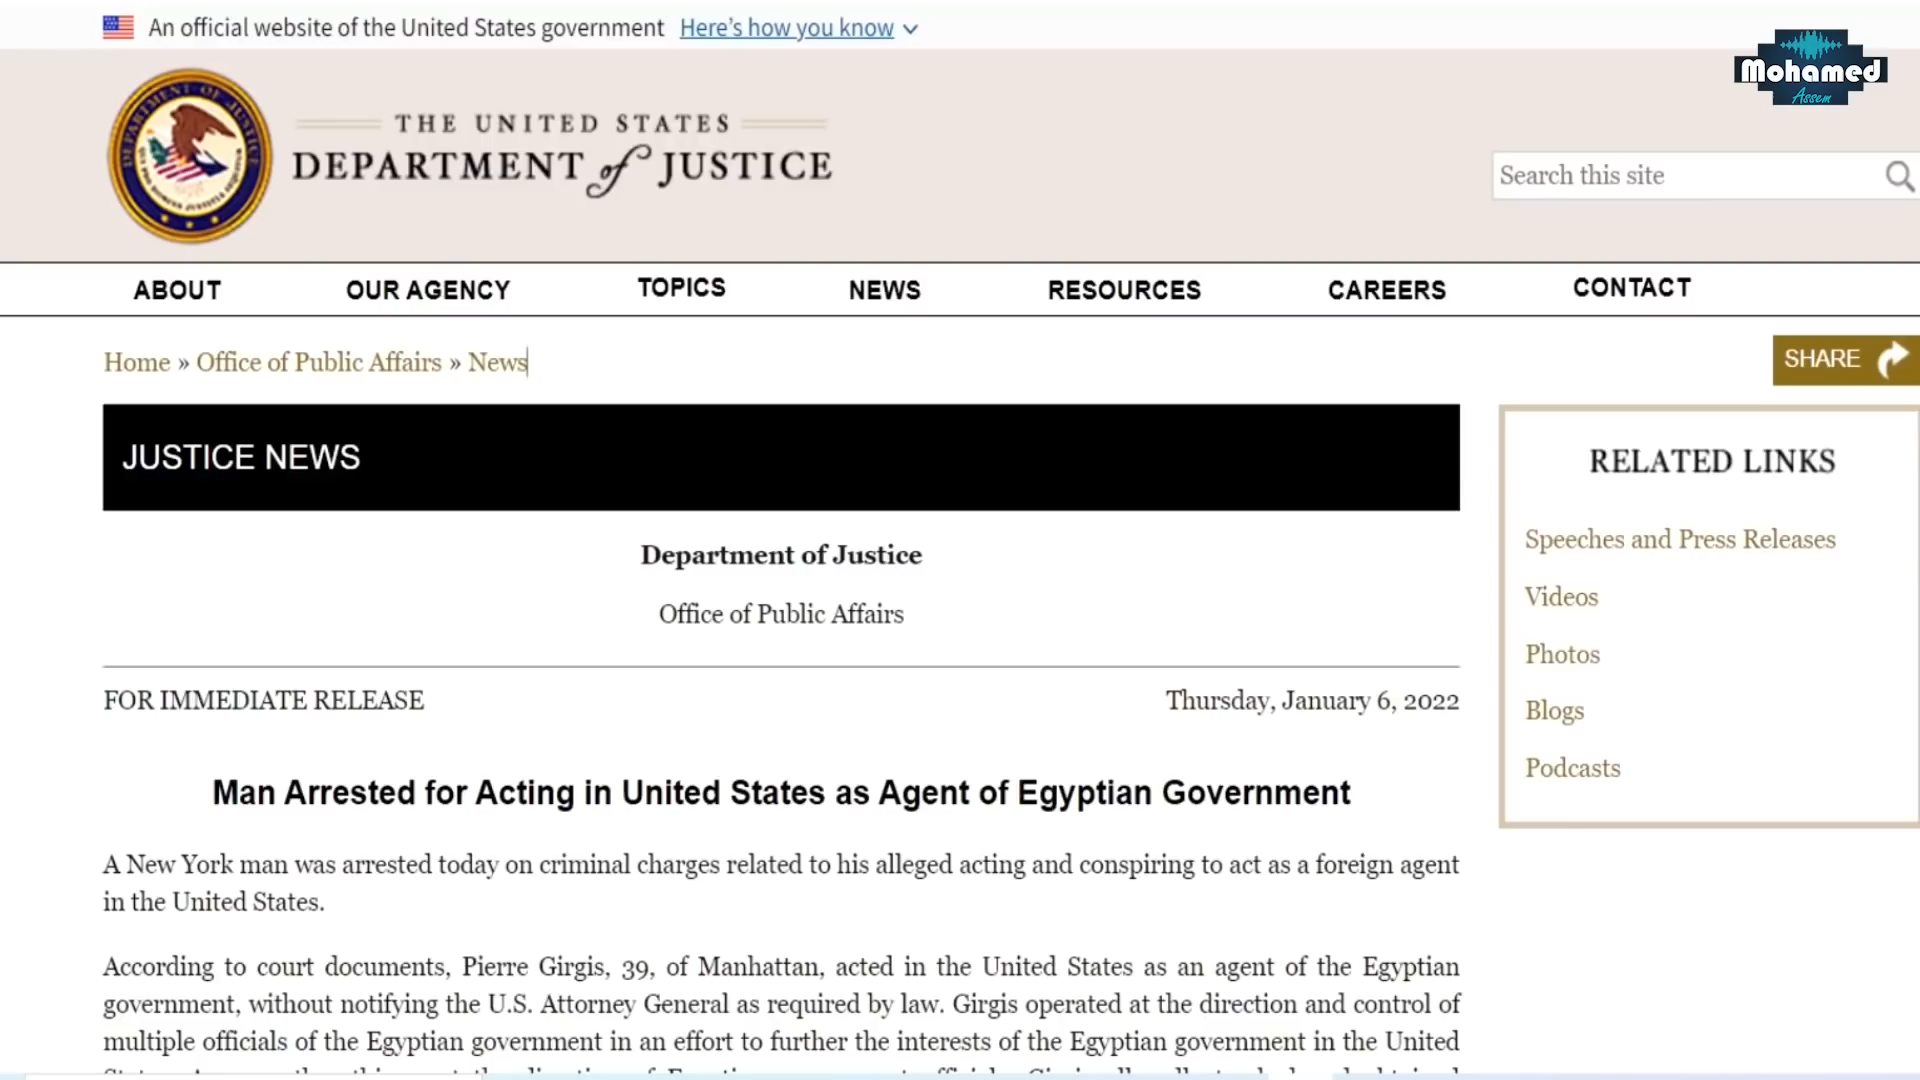 An official website of the United States government Here's how you know
Mohamed
Assem
THE UNITED STATES
DEPARTMENT of JUSTICE
Search this site
ABOUT OUR AGENCY TOPICS NEWS RESOURCES CAREERS CONTACT
Home » Office of Public Affairs » News
SHARE
JUSTICE NEWS
Department of Justice
Office of Public Affairs
FOR IMMEDIATE RELEASE Thursday, January 6, 2022
Man Arrested for Acting in United States as Agent of Egyptian Government
A New York man was arrested today on criminal charges related to his alleged acting and conspiring to act as a foreign agent
in the United States.
According to court documents, Pierre Girgis, 39, of Manhattan, acted in the United States as an agent of the Egyptian
government, without notifying the U.S. Attorney General as required by law. Girgis operated at the direction and control of
multiple officials of the Egyptian government in an effort to further the interests of the Egyptian government in the United
RELATED LINKS
Speeches and Press Releases
Videos
Photos
Blogs
Podcasts